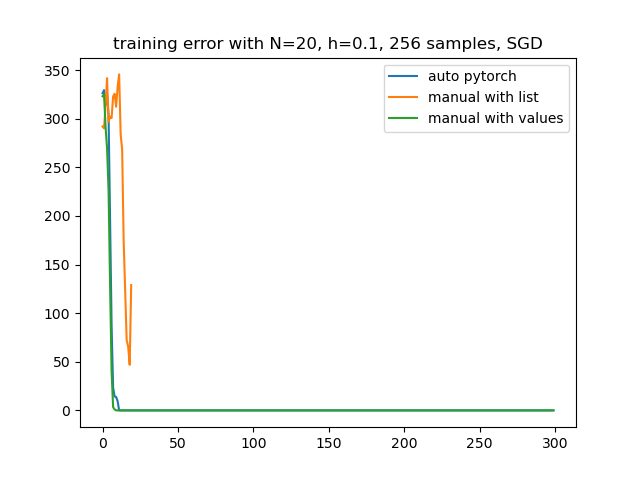 training error with N=20, h=0.1, 256 samples, SGD
350
300
250
200
150
100
50
0
auto pytorch
manual with list
manual with values
0 50 100 150 200 250 300